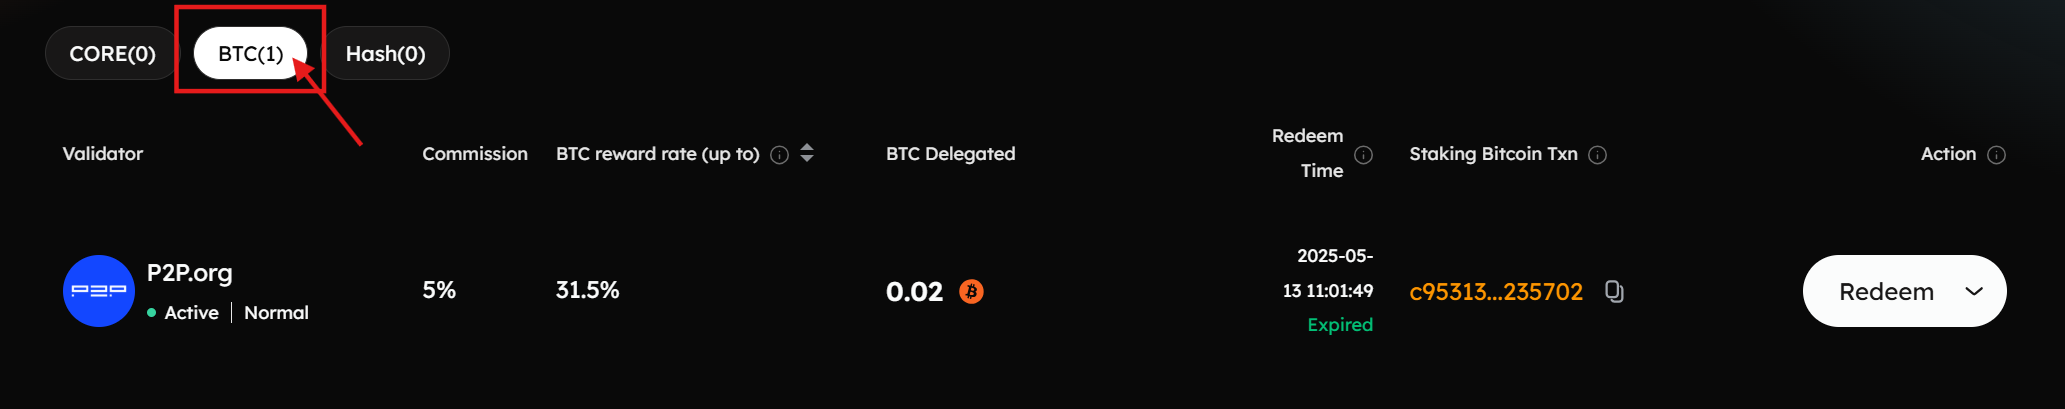 CORE(0) BTC(1) Hash(0)
Validator Commission BTC reward rate (up to) BTC Delegated Redeem Time Staking Bitcoin Txn Action
P2P P2P.org
Active Normal
5%
31.5%
0.02
2025-05-
13 11:01:49
Expired
c95313...235702
Redeem